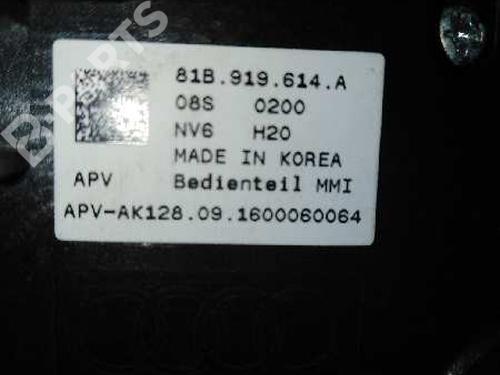 B-PARTS
81B.919.614.A
08S 0200
NV6 H20
MADE IN KOREA
APV Bedienteil MMI
APV-AK128.09.1600060064